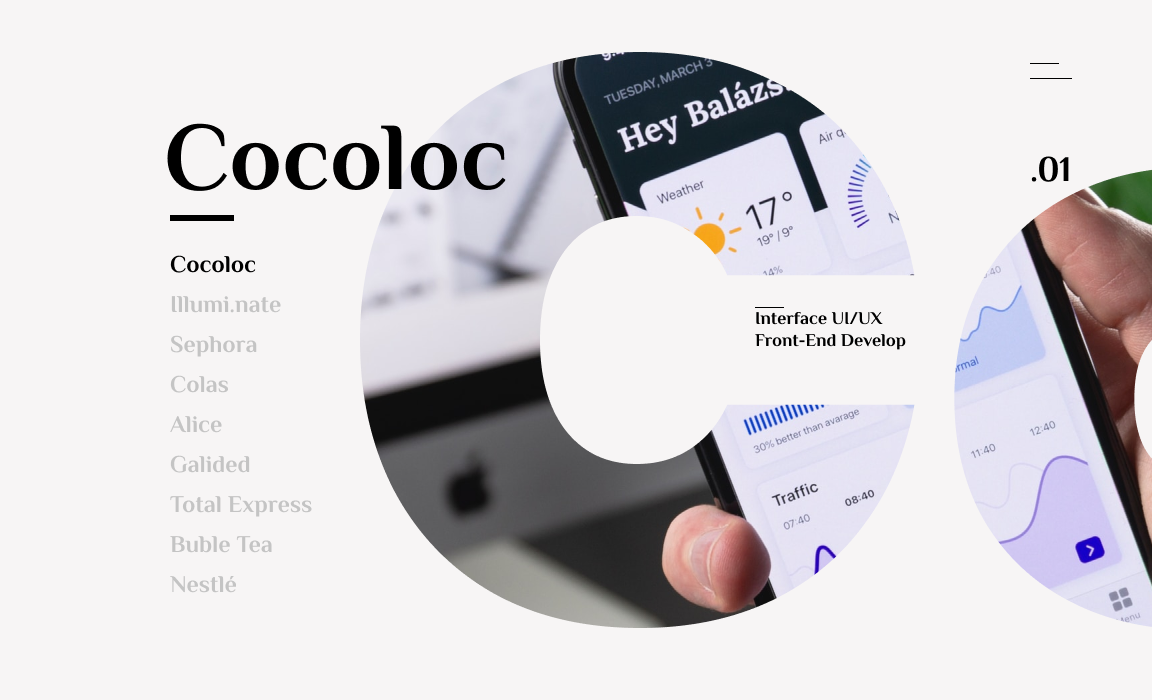 Cocoloc
Cocoloc
Illumi.nate
Sephora
Colas
Alice
Galided
Total Express
Buble Tea
Nestlé
TUESDAY, MARCH 3
Hey Balázs.
Weather
17°
19° / 9°
14%
Air q
Interface UI/UX
Front-End Develop
30% better than avarage
Traffic
07:40
08:40
.01
:40
rmal
11:40
12:40
Menu